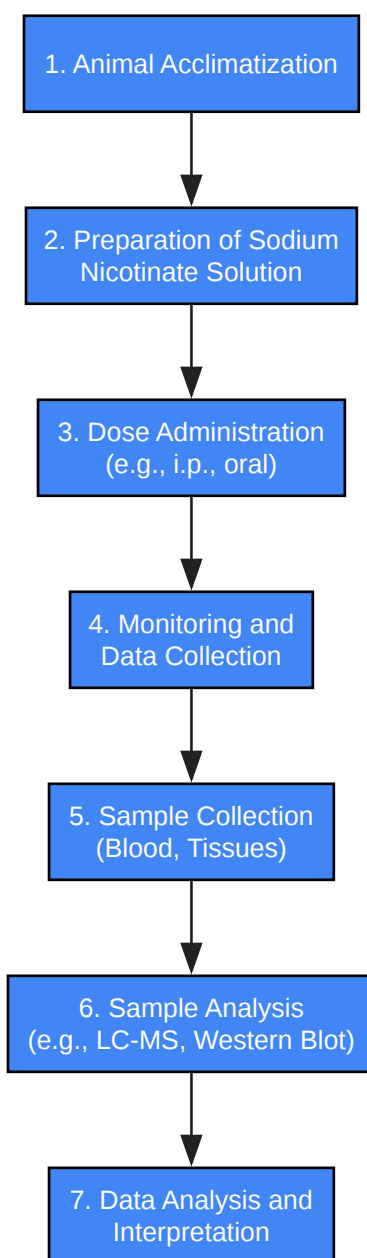 1. Animal Acclimatization
2. Preparation of Sodium
Nicotinate Solution
3. Dose Administration
(e.g., i.p., oral)
4. Monitoring and
Data Collection
5. Sample Collection
(Blood, Tissues)
6. Sample Analysis
(e.g., LC-MS, Western Blot)
7. Data Analysis and
Interpretation